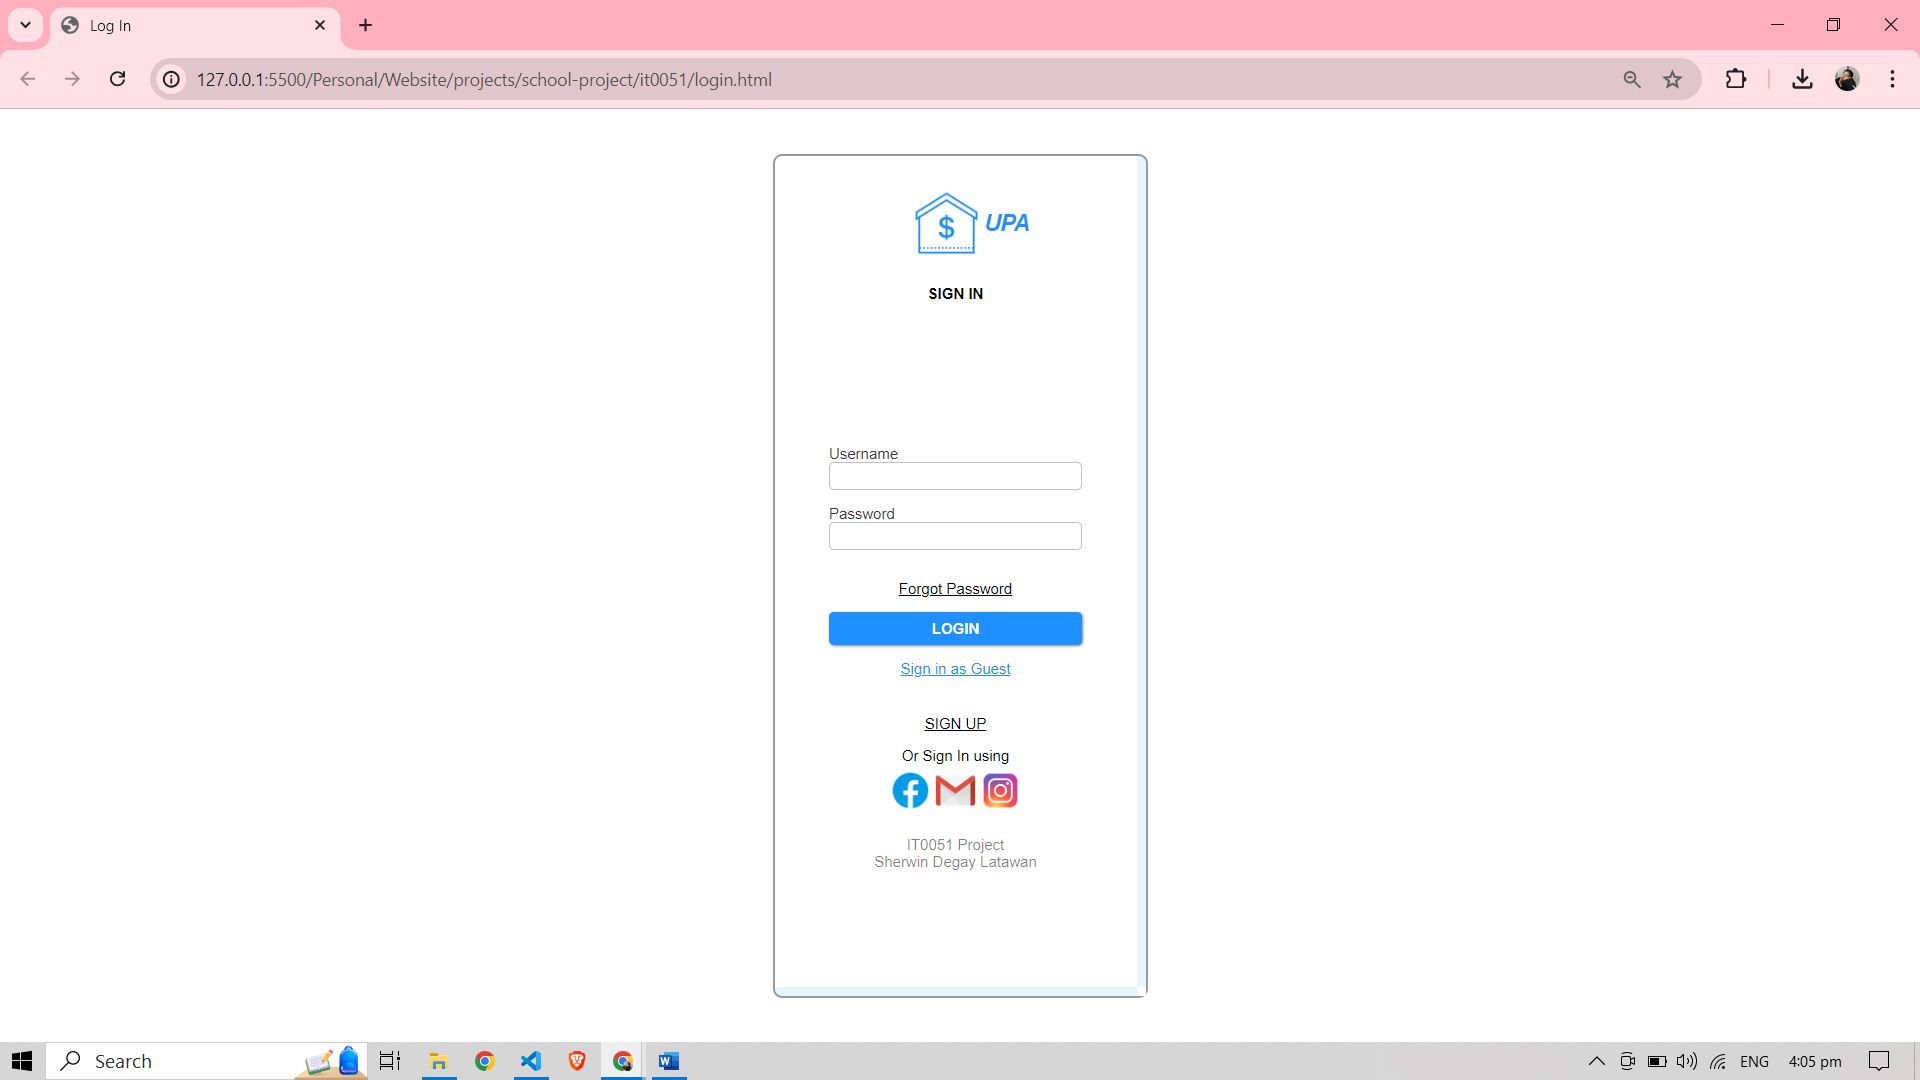 Log In
127.0.0.1:5500/Personal/Website/projects/school-project/it0051/login.html
$ UPA
SIGN IN
Username
Password
Forgot Password
LOGIN
Sign in as Guest
SIGN UP
Or Sign In using
IT0051 Project
Sherwin Degay Latawan
Search
W
ENG
4:05 pm